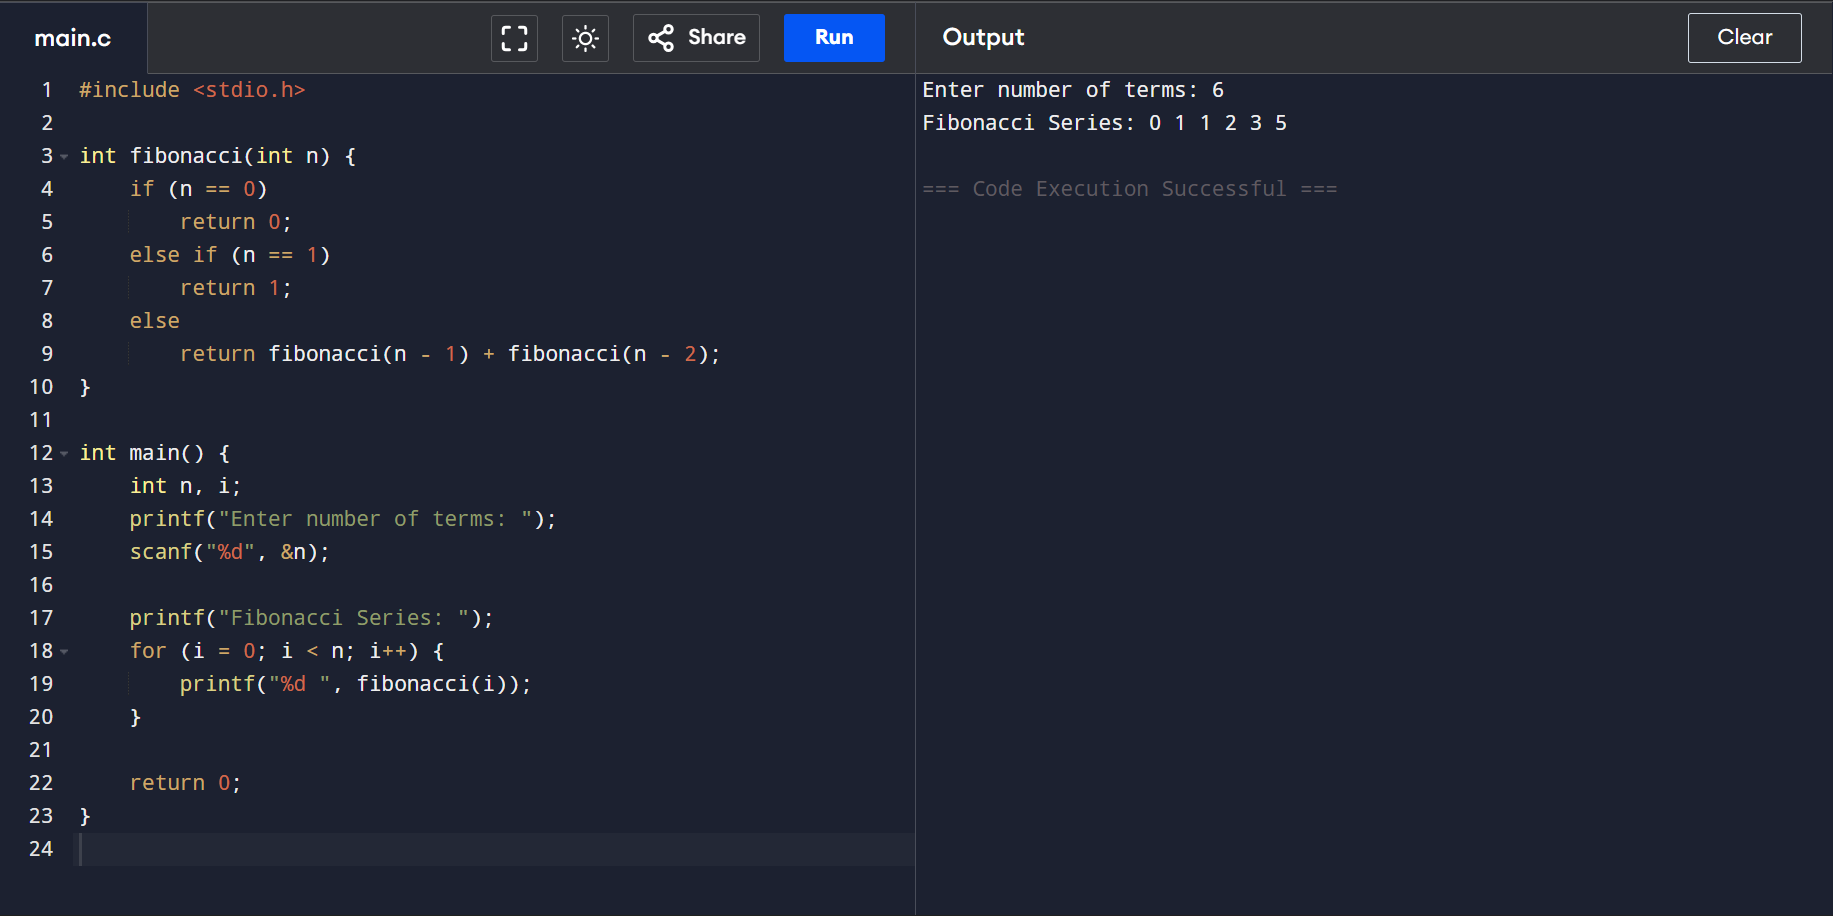 main.c
Share
Run
Output
Clear
1 #include <stdio.h>
2
3 int fibonacci(int n) {
4     if (n == 0)
5         return 0;
6     else if (n == 1)
7         return 1;
8     else
9         return fibonacci(n - 1) + fibonacci(n - 2);
10 }
11
12 int main() {
13     int n, i;
14     printf("Enter number of terms: ");
15     scanf("%d", &n);
16
17     printf("Fibonacci Series: ");
18     for (i = 0; i < n; i++) {
19         printf("%d ", fibonacci(i));
20     }
21
22     return 0;
23 }
24
Enter number of terms: 6
Fibonacci Series: 0 1 1 2 3 5
=== Code Execution Successful ===